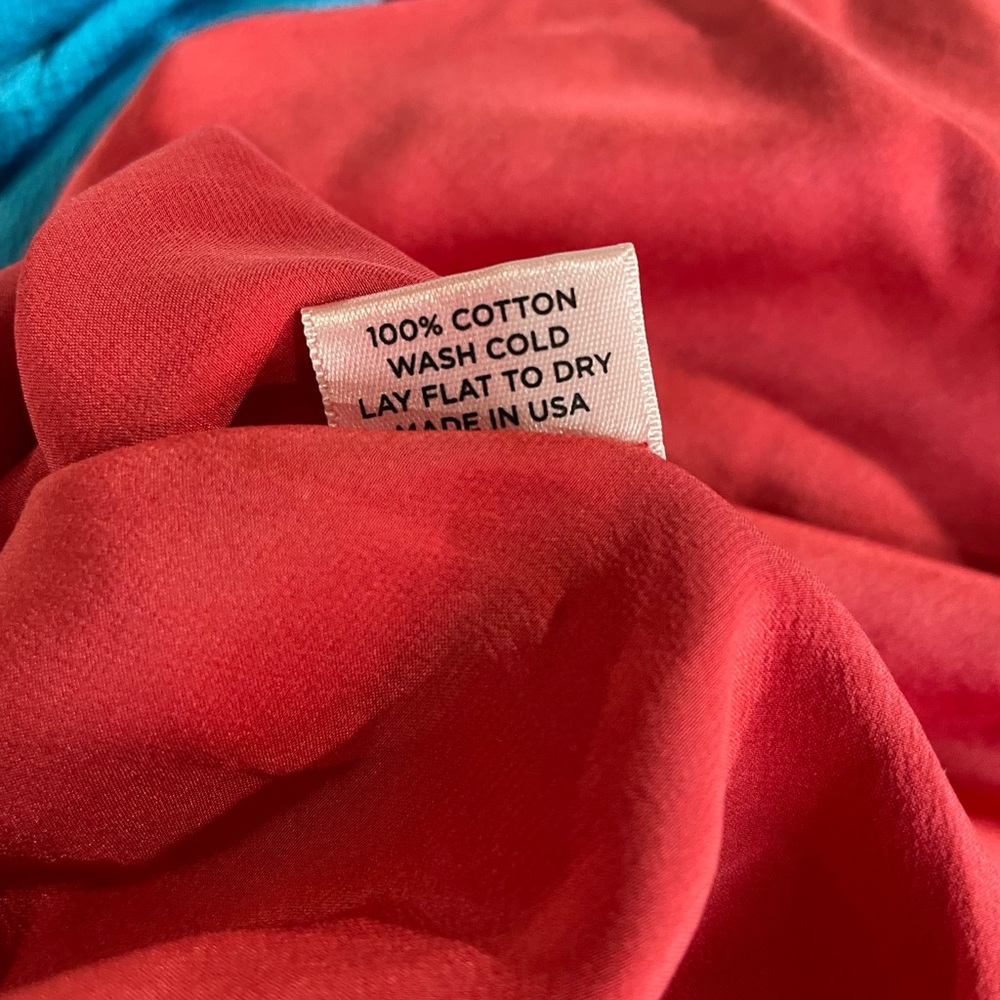 100% COTTON
WASH COLD
LAY FLAT TO DRY
MADE IN USA